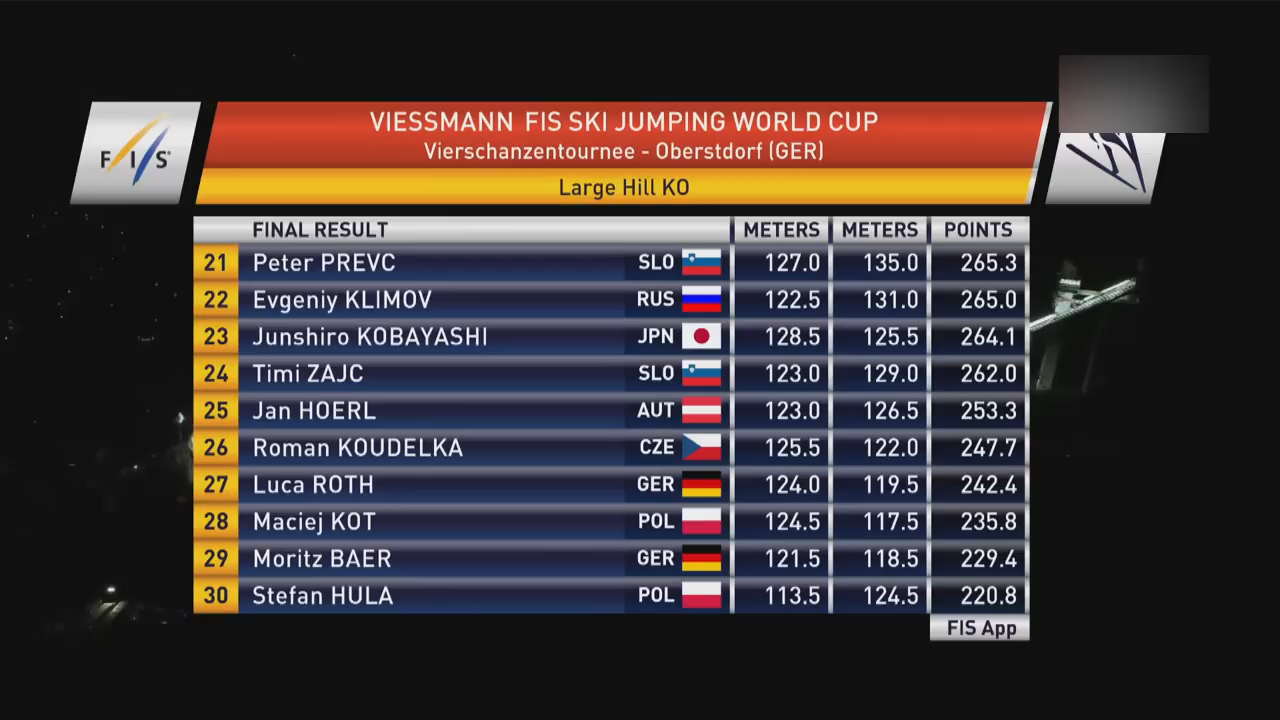 FIS
VIESSMANN FIS SKI JUMPING WORLD CUP
Vierschanzentournee - Oberstdorf (GER)
Large Hill KO
FINAL RESULT METERS METERS POINTS
21 Peter PREVC SLO 127.0 135.0 265.3
22 Evgeniy KLIMOV RUS 122.5 131.0 265.0
23 Junshiro KOBAYASHI JPN 128.5 125.5 264.1
24 Timi ZAJC SLO 123.0 129.0 262.0
25 Jan HOERL AUT 123.0 126.5 253.3
26 Roman KOUDELKA CZE 125.5 122.0 247.7
27 Luca ROTH GER 124.0 119.5 242.4
28 Maciej KOT POL 124.5 117.5 235.8
29 Moritz BAER GER 121.5 118.5 229.4
30 Stefan HULA POL 113.5 124.5 220.8
FIS App